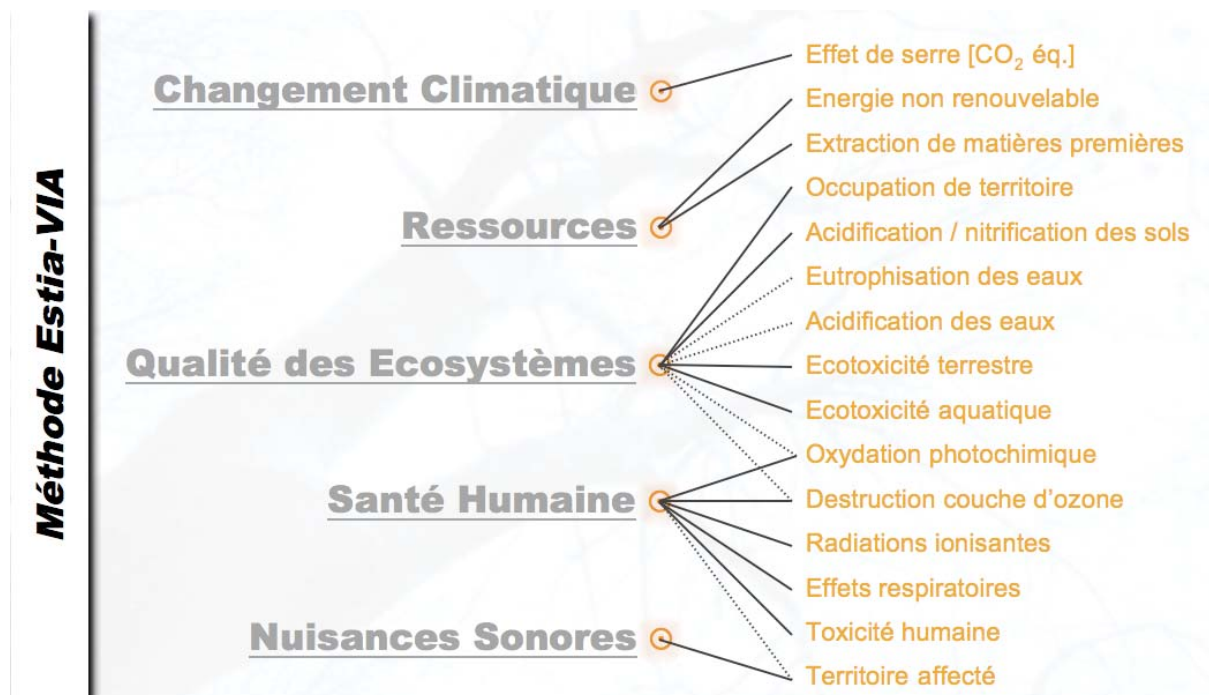 Méthode Estia-VIA
Changement Climatique
Ressources
Qualité des Ecosystèmes
Santé Humaine
Nuisances Sonores
Effet de serre [CO₂ éq.]
Energie non renouvelable
Extraction de matières premières
Occupation de territoire
Acidification / nitrification des sols
Eutrophisation des eaux
Acidification des eaux
Ecotoxicité terrestre
Ecotoxicité aquatique
Oxydation photochimique
Destruction couche d'ozone
Radiations ionisantes
Effets respiratoires
Toxicité humaine
Territoire affecté